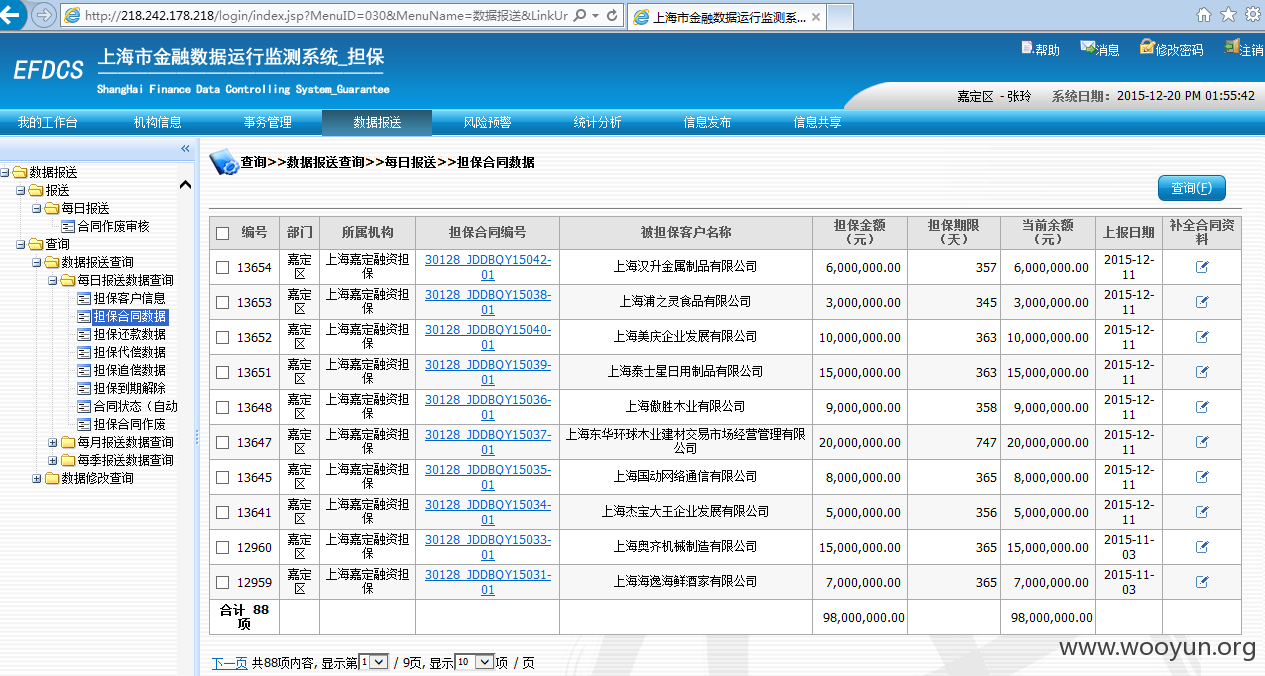 http://218.242.178.218/login/index.jsp?MenuID=030&MenuName=数据报送&LinkUr
上海市金融数据运行监测系...
EFDCS
上海市金融数据运行监测系统_担保
ShangHai Finance Data Controlling System_Guarantee
帮助 消息 修改密码 注销
嘉定区 - 张玲 系统日期: 2015-12-20 PM 01:55:42
我的工作台 机构信息 事务管理 数据报送 风险预警 统计分析 信息发布 信息共享
«
数据报送
报送
每日报送
合同作废审核
查询
数据报送查询
每日报送数据查询
担保客户信息
担保合同数据
担保还款数据
担保代偿数据
担保追偿数据
担保到期解除
合同状态（自动
担保合同作废
每月报送数据查询
每季报送数据查询
数据修改查询
查询>>数据报送查询>>每日报送>>担保合同数据
查询(F)
编号 部门 所属机构 担保合同编号 被担保客户名称 担保金额（元） 担保期限（天） 当前余额（元） 上报日期 补全合同资料
13654 嘉定区 上海嘉定融资担保 30128_JDDBQY15042-01 上海汉升金属制品有限公司 6,000,000.00 357 6,000,000.00 2015-12-11
13653 嘉定区 上海嘉定融资担保 30128_JDDBQY15038-01 上海浦之灵食品有限公司 3,000,000.00 345 3,000,000.00 2015-12-11
13652 嘉定区 上海嘉定融资担保 30128_JDDBQY15040-01 上海美庆企业发展有限公司 10,000,000.00 363 10,000,000.00 2015-12-11
13651 嘉定区 上海嘉定融资担保 30128_JDDBQY15039-01 上海泰士星日用制品有限公司 15,000,000.00 363 15,000,000.00 2015-12-11
13648 嘉定区 上海嘉定融资担保 30128_JDDBQY15036-01 上海傲胜木业有限公司 9,000,000.00 358 9,000,000.00 2015-12-11
13647 嘉定区 上海嘉定融资担保 30128_JDDBQY15037-01 上海东华环球木业建材交易市场经营管理有限公司 20,000,000.00 747 20,000,000.00 2015-12-11
13645 嘉定区 上海嘉定融资担保 30128_JDDBQY15035-01 上海国动网络通信有限公司 8,000,000.00 365 8,000,000.00 2015-12-11
13641 嘉定区 上海嘉定融资担保 30128_JDDBQY15034-01 上海杰宝大王企业发展有限公司 5,000,000.00 356 5,000,000.00 2015-12-11
12960 嘉定区 上海嘉定融资担保 30128_JDDBQY15033-01 上海奥齐机械制造有限公司 15,000,000.00 365 15,000,000.00 2015-11-03
12959 嘉定区 上海嘉定融资担保 30128_JDDBQY15031-01 上海海逸海鲜酒家有限公司 7,000,000.00 365 7,000,000.00 2015-11-03
合计 88项 98,000,000.00 98,000,000.00
下一页 共88项内容, 显示第 1 / 9页, 显示 10 项 / 页
www.wooyun.org